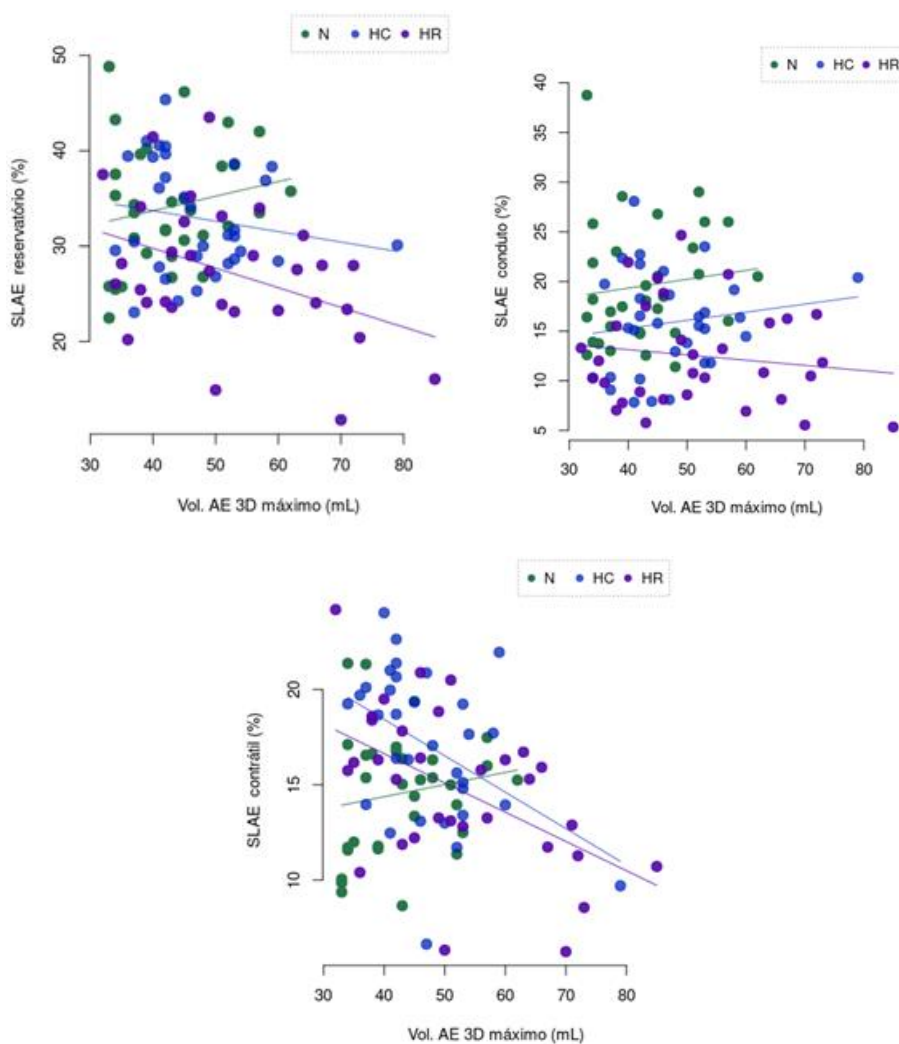 N HC HR
SLAE reservatório (%)
50
40
30
20
30 40 50 60 70 80
Vol. AE 3D máximo (mL)
N HC HR
SLAE conduto (%)
40
35
30
25
20
15
10
5
30 40 50 60 70 80
Vol. AE 3D máximo (mL)
N HC HR
SLAE contrátil (%)
20
15
10
30 40 50 60 70 80
Vol. AE 3D máximo (mL)